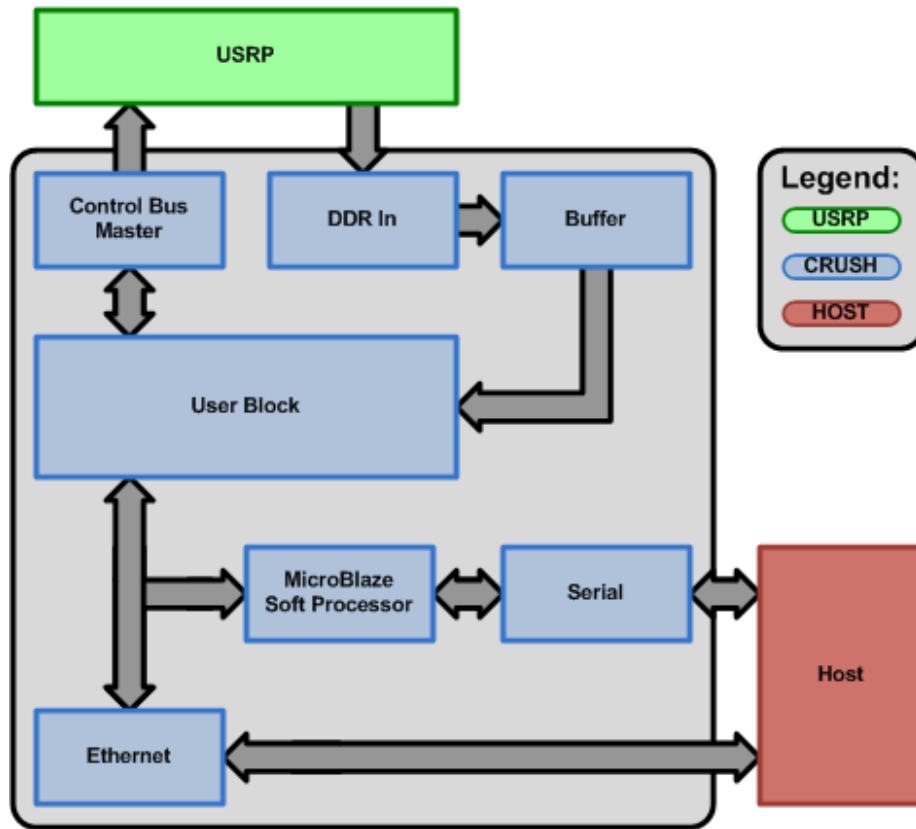 USRP
Control Bus
Master
DDR In
Buffer
Legend:
USRP
CRUSH
HOST
User Block
MicroBlaze
Soft Processor
Serial
Host
Ethernet